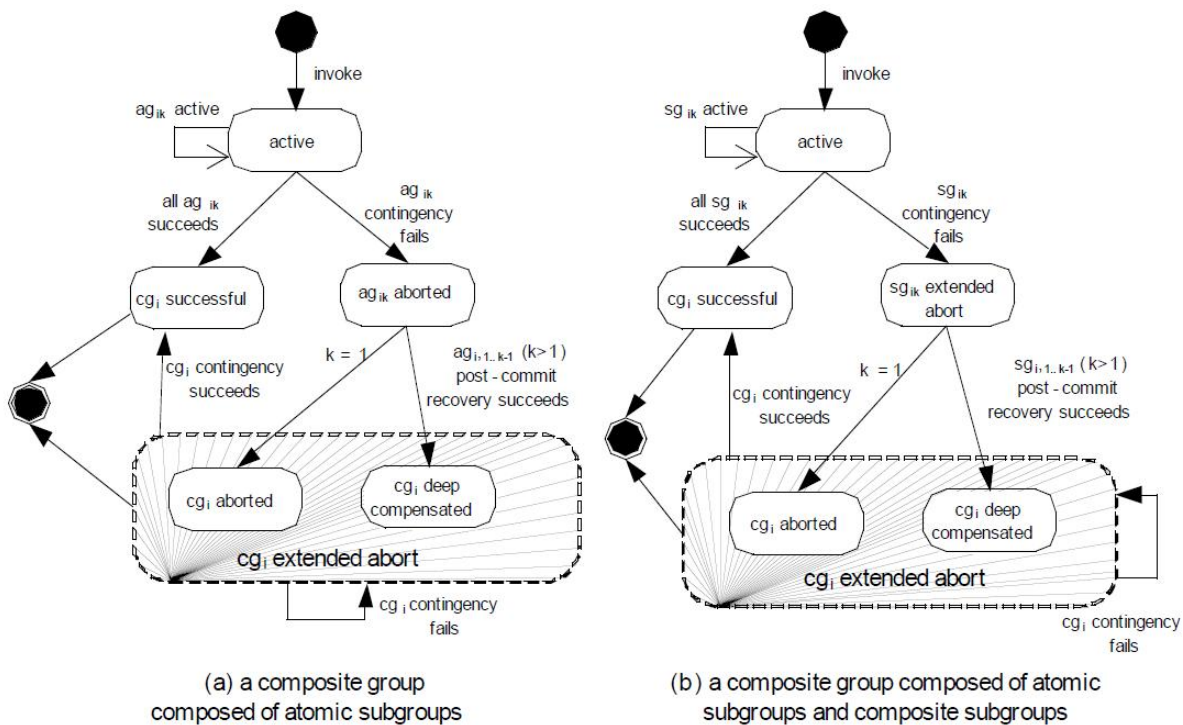 invoke
ag ik active
active
all ag ik
succeeds
ag ik
contingency
fails
cg i successful
ag ik aborted
cg i contingency
succeeds
k = 1
ag i,1..k-1 (k>1)
post - commit
recovery succeeds
cg i aborted
cg i deep
compensated
cg i extended abort
cg i contingency
fails
(a) a composite group
composed of atomic subgroups
invoke
sg ik active
active
all sg ik
succeeds
sg ik
contingency
fails
cg i successful
sg ik extended
abort
cg i contingency
succeeds
k = 1
sg i,1..k-1 (k>1)
post - commit
recovery succeeds
cg i aborted
cg i deep
compensated
cg i extended abort
cg i contingency
fails
(b) a composite group composed of atomic
subgroups and composite subgroups